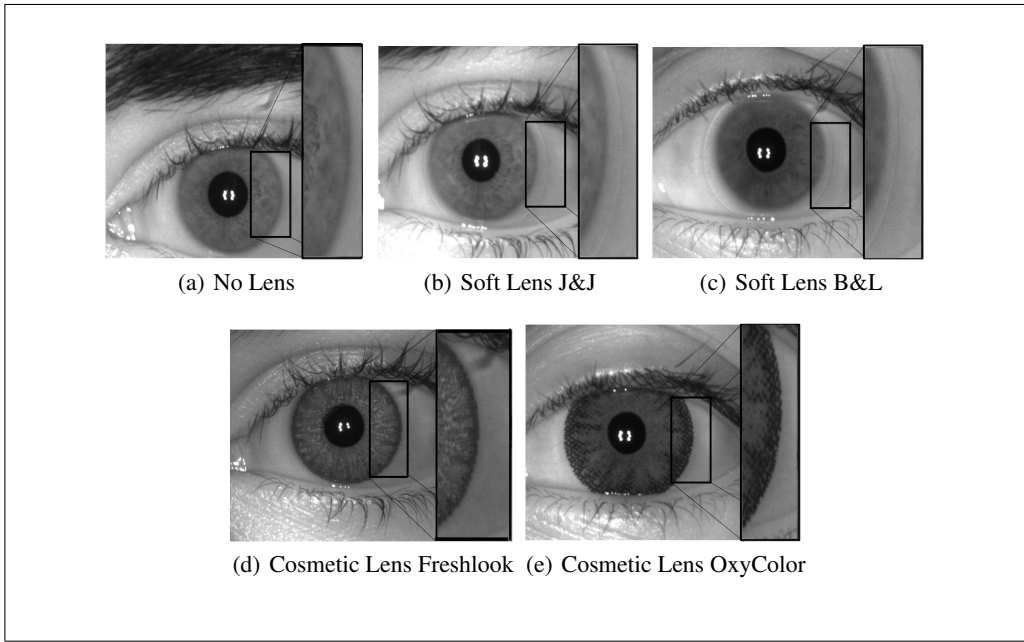 (a) No Lens
(b) Soft Lens J&J
(c) Soft Lens B&L
(d) Cosmetic Lens Freshlook
(e) Cosmetic Lens OxyColor